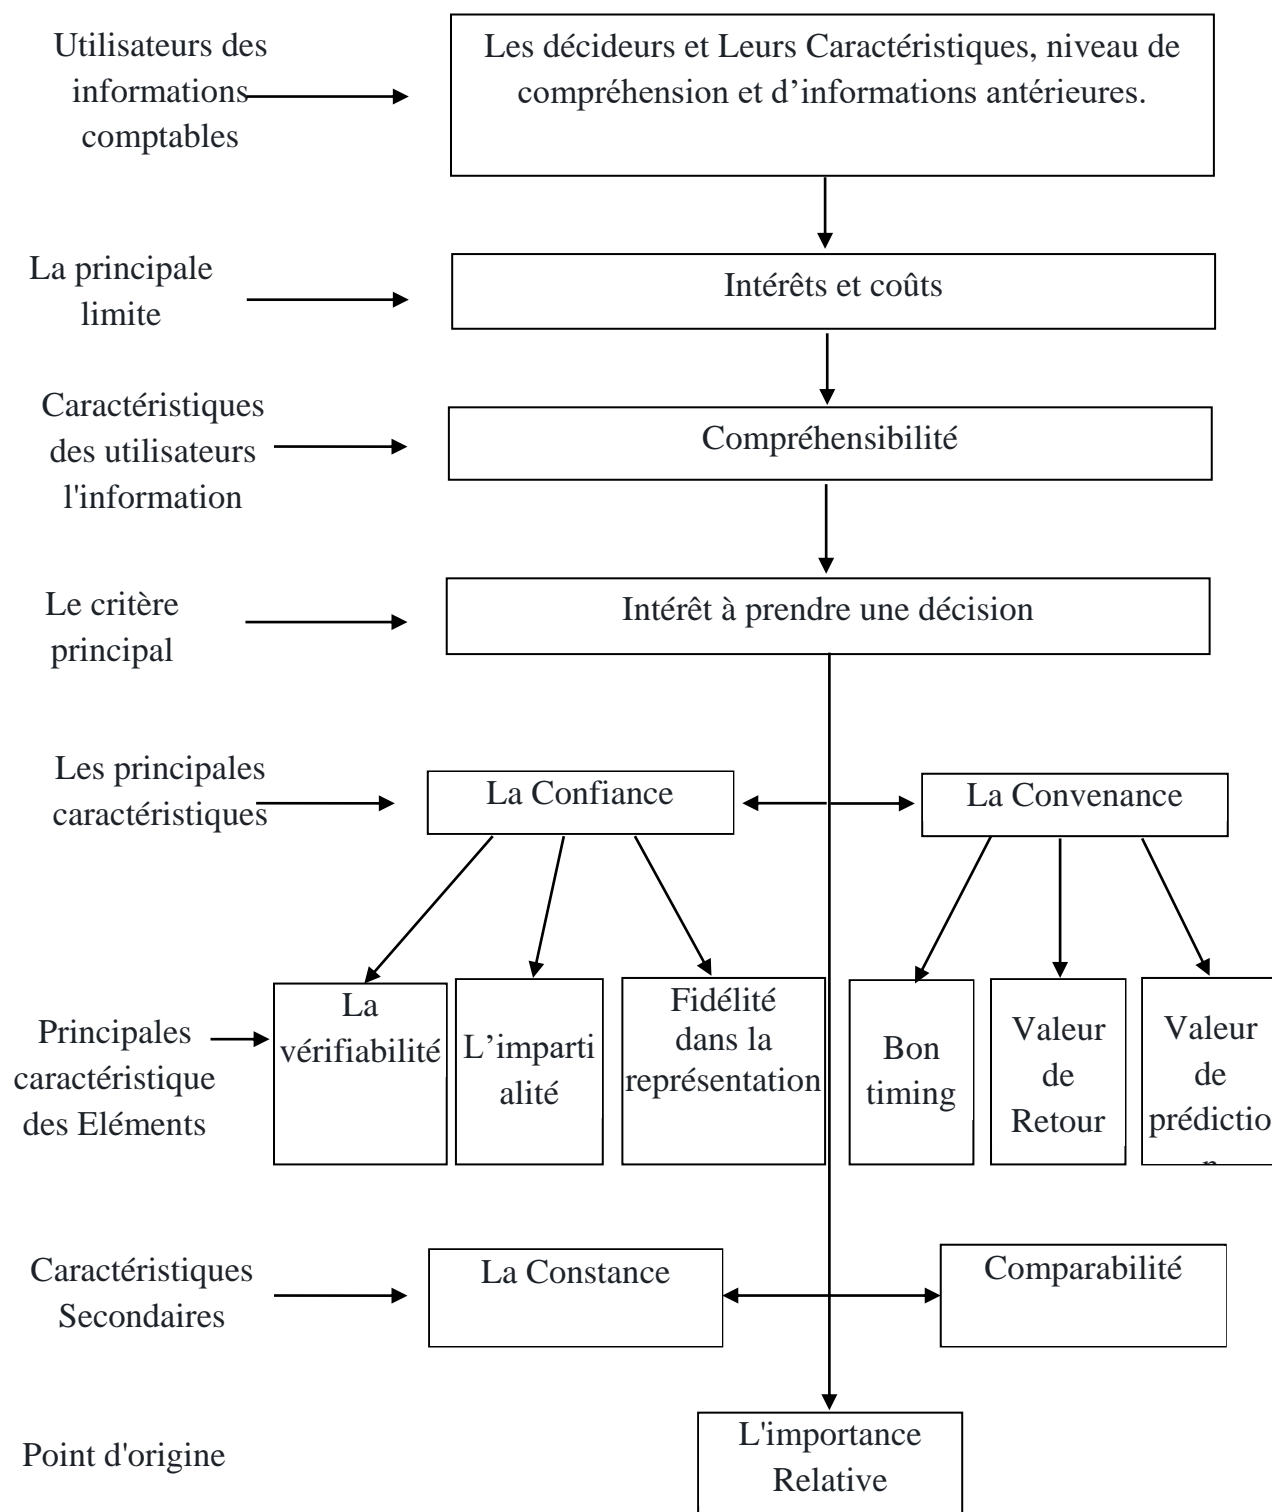 Utilisateurs des
informations
comptables
Les décideurs et Leurs Caractéristiques, niveau de
compréhension et d’informations antérieures.
La principale
limite
Intérêts et coûts
Caractéristiques
des utilisateurs
l'information
Compréhensibilité
Le critère
principal
Intérêt à prendre une décision
Les principales
caractéristiques
La Confiance
La Convenance
Principales
caractéristique
des Eléments
La
vérifiabilité
L’imparti
alité
Fidélité
dans la
représentation
Bon
timing
Valeur
de
Retour
Valeur
de
prédictio
n
Caractéristiques
Secondaires
La Constance
Comparabilité
Point d'origine
L'importance
Relative